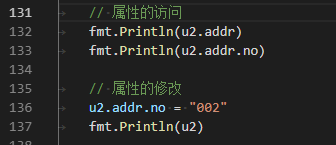 131 // 属性的访问
132 fmt.Println(u2.addr)
133 fmt.Println(u2.addr.no)
134
135 // 属性的修改
136 u2.addr.no = "002"
137 fmt.Println(u2)